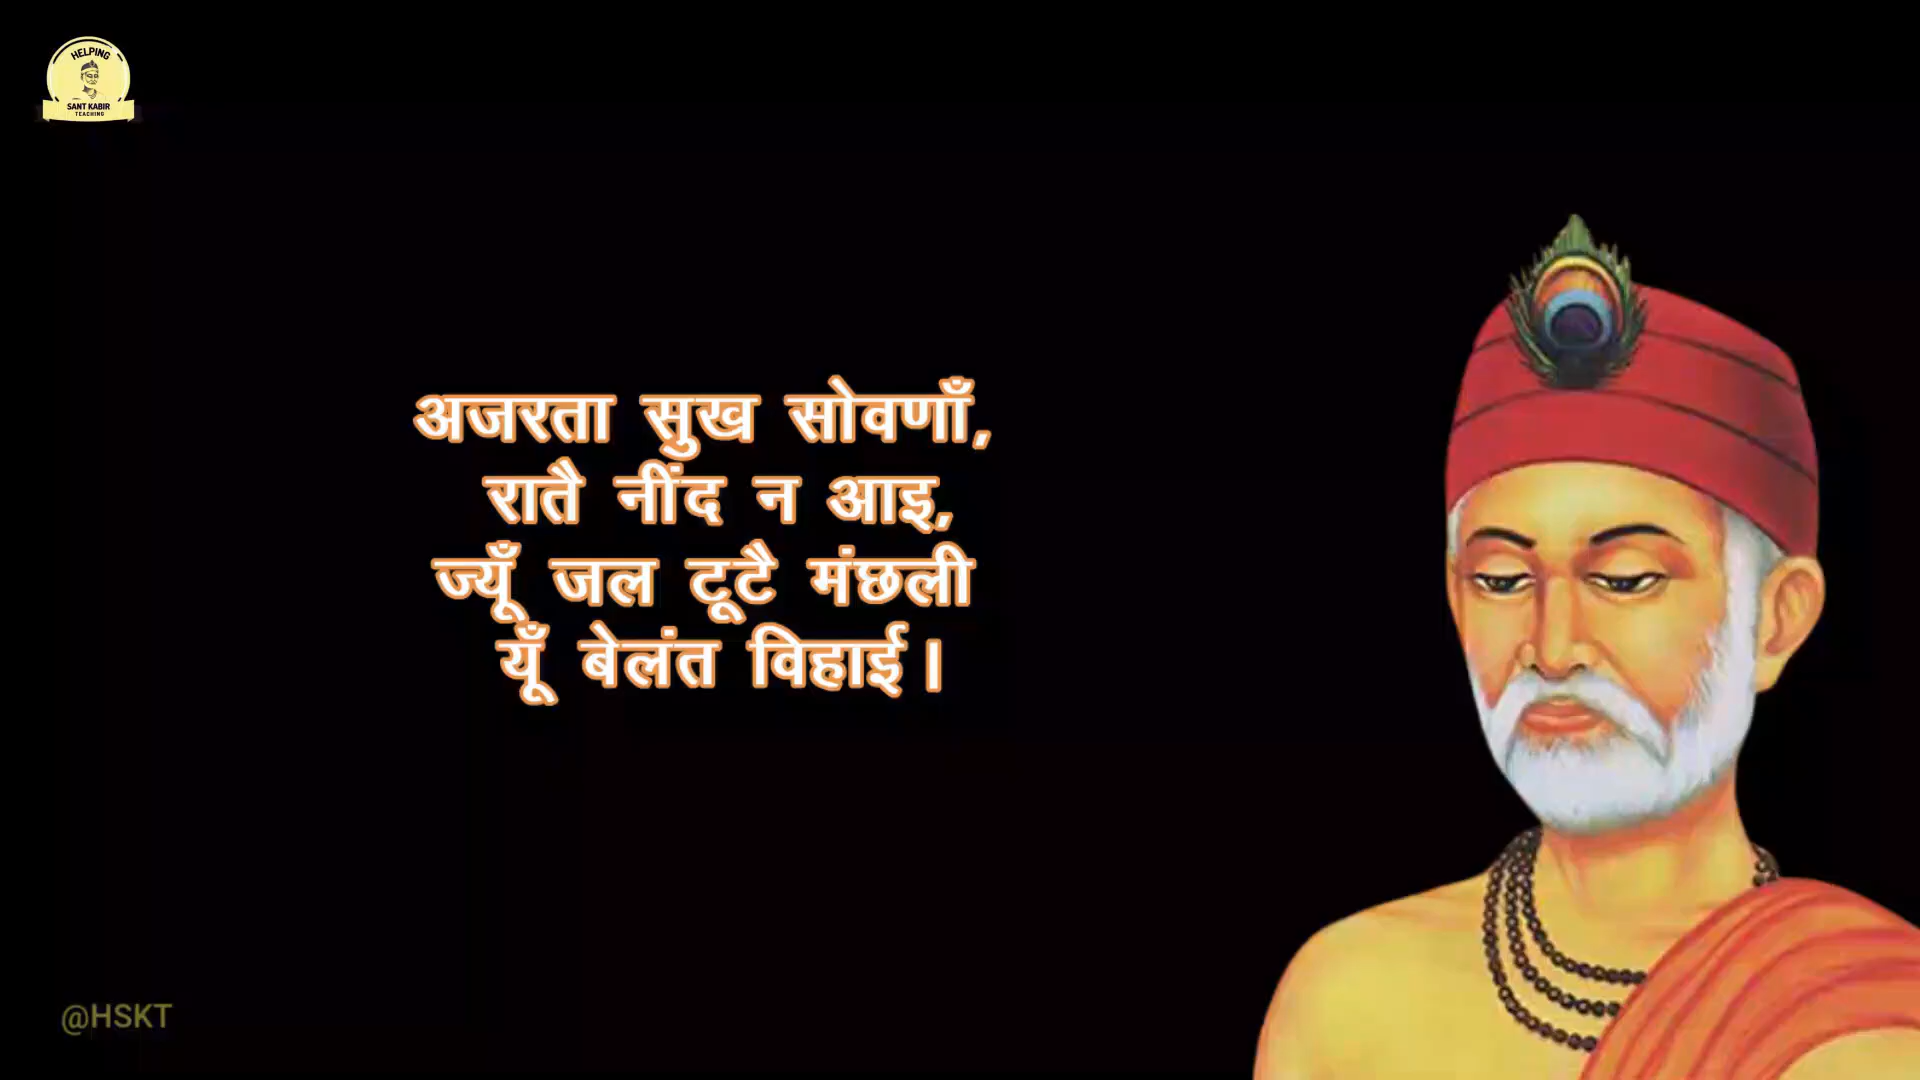 HELPING
SANT KABIR
TEACHING
अजरता सुख सोवणाँ,
रातै नींद न आइ,
ज्यूँ जल टूटै मंछली
यूँ बेलंत विहाई।
@HSKT